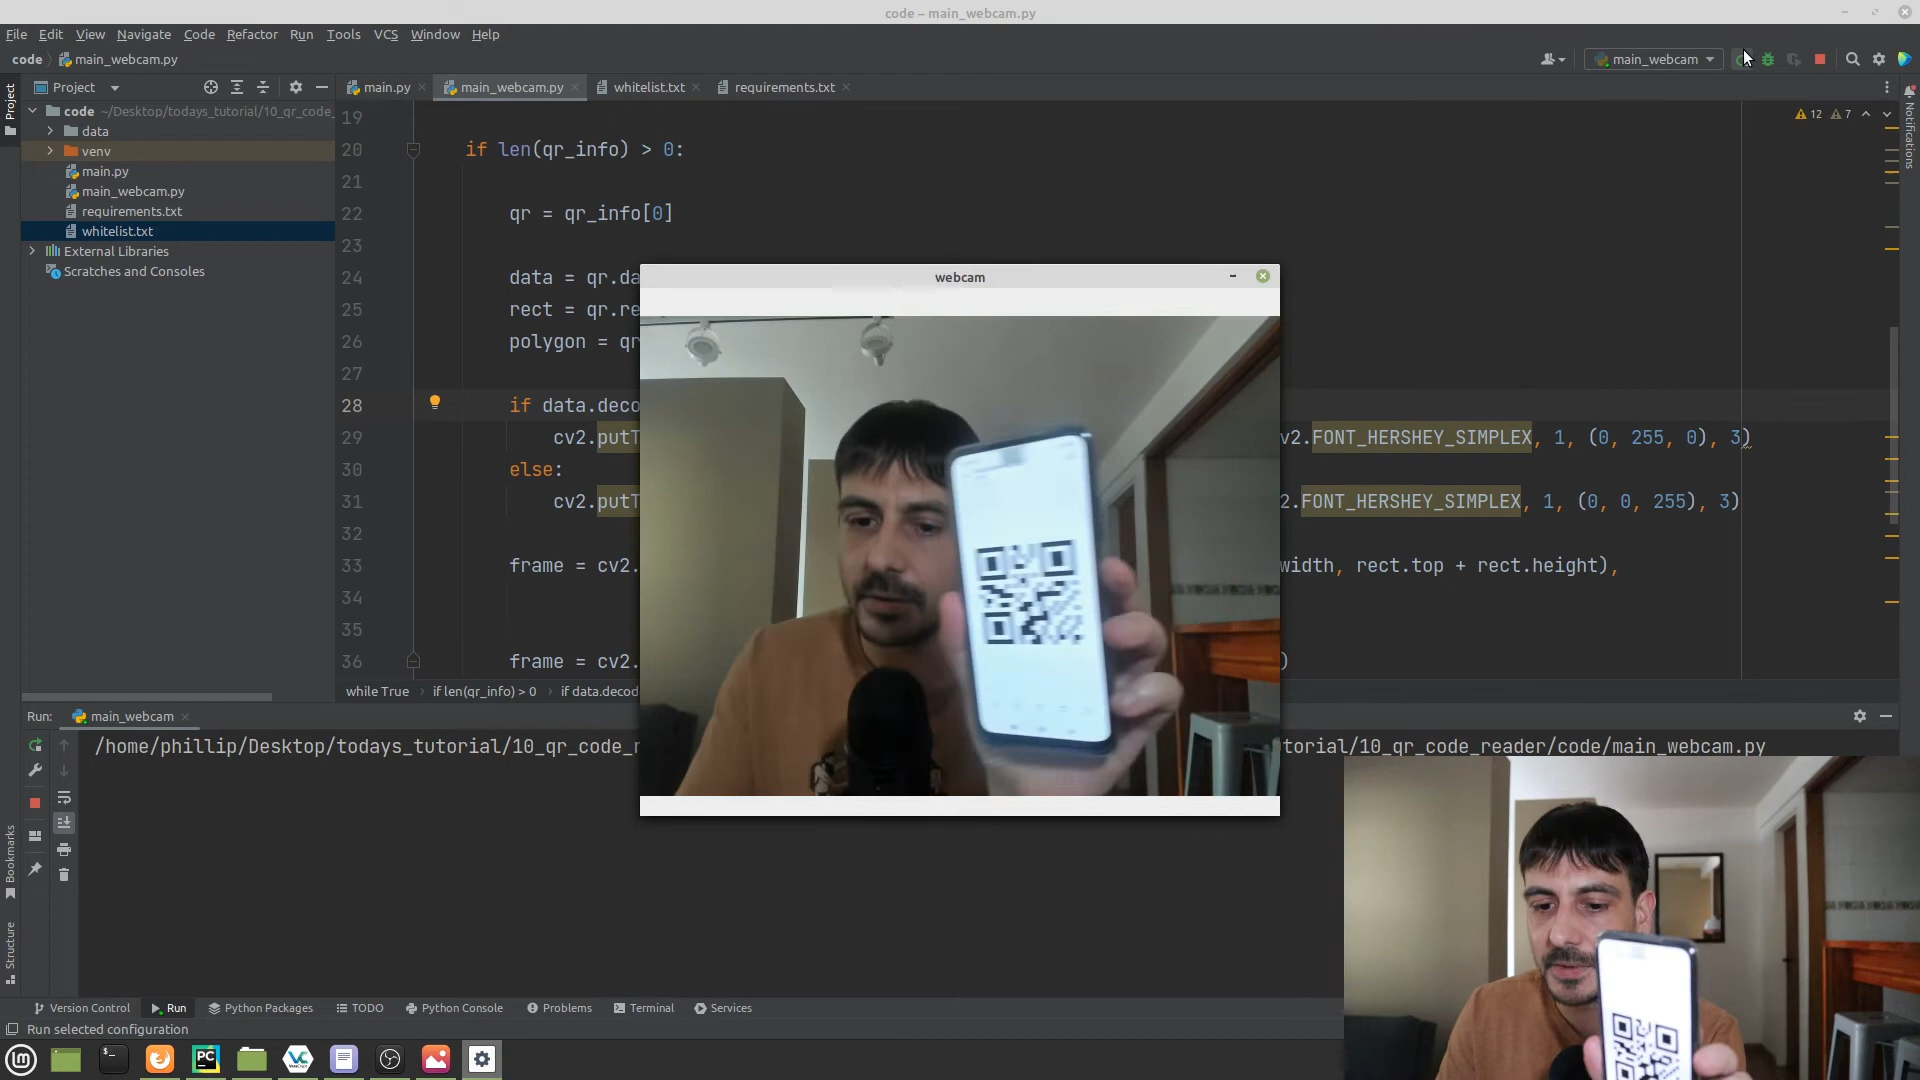 code – main_webcam.py
File Edit View Navigate Code Refactor Run Tools VCS Window Help
code main_webcam.py
main_webcam
Project
main.py
main_webcam.py
whitelist.txt
requirements.txt
Project
code ~/Desktop/todays_tutorial/10_qr_code_
data
venv
main.py
main_webcam.py
requirements.txt
whitelist.txt
External Libraries
Scratches and Consoles
Notifications
12 7
19
20 if len(qr_info) > 0:
21
22 qr = qr_info[0]
23
24 data = qr.da
25 rect = qr.re
26 polygon = qr
27
28 if data.deco
29 cv2.putT v2.FONT_HERSHEY_SIMPLEX, 1, (0, 255, 0), 3)
30 else:
31 cv2.putT 2.FONT_HERSHEY_SIMPLEX, 1, (0, 0, 255), 3)
32
33 frame = cv2. width, rect.top + rect.height),
34
35
36 frame = cv2. )
webcam
while True if len(qr_info) > 0 if data.decod
Run: main_webcam
/home/phillip/Desktop/todays_tutorial/10_qr_code_r torial/10_qr_code_reader/code/main_webcam.py
Bookmarks
Structure
Version Control Run Python Packages TODO Python Console Problems Terminal Services
Run selected configuration
PC